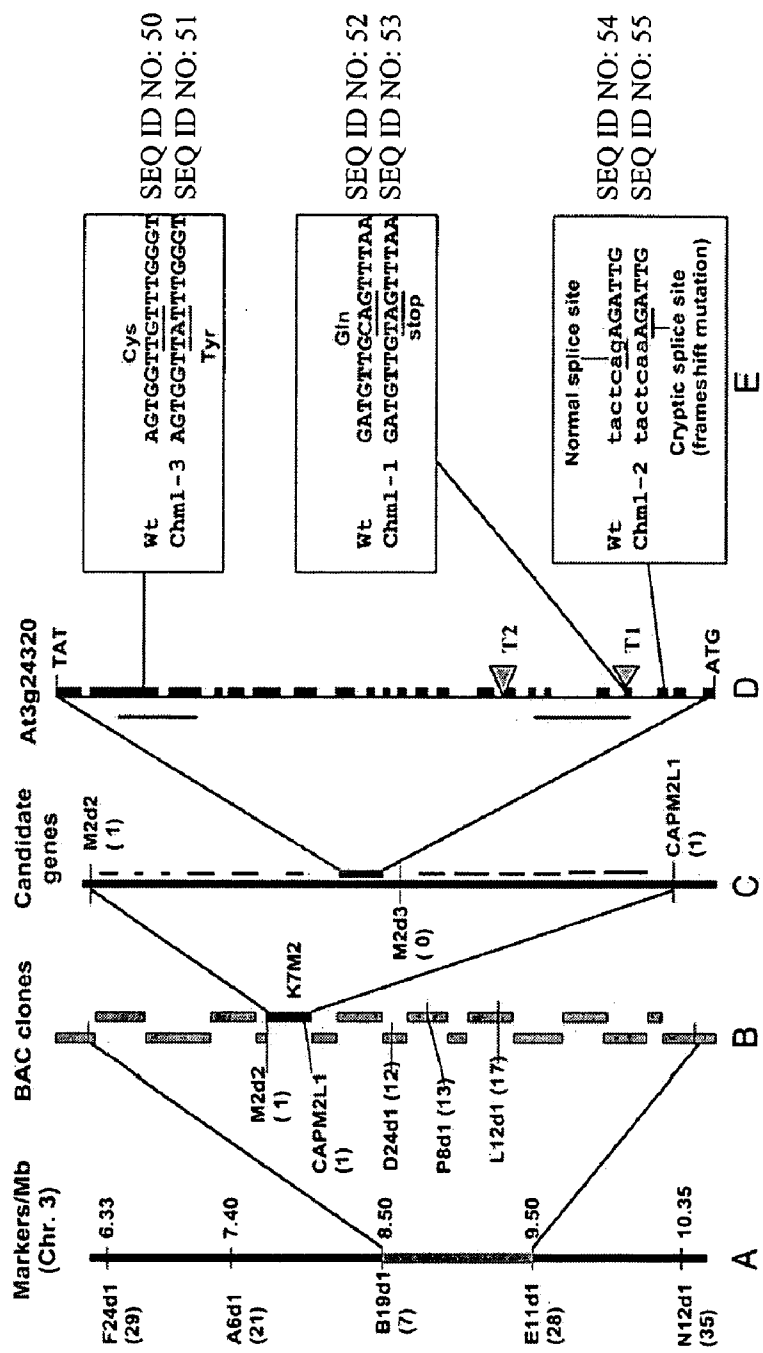 Markers/Mb
(Chr. 3)
F24d1
(29)
6.33
A6d1
(21)
7.40
B19d1
(7)
8.50
E11d1
(28)
9.50
N12d1
(35)
10.35
A
BAC clones
M2d2
( 1)
K7M2
CAPM2L1
(1)
D24d1 (12)
P8d1 (13)
L12d1 (17)
B
Candidate
genes
M2d2
( 1)
M2d3
( 0)
CAPM2L1
(1)
C
At3g24320
TAT
T2
T1
ATG
D
Cys
Wt AGTGGTTGTTTGGGT SEQ ID NO: 50
Chm1-3 AGTGGTTATTTGGGT SEQ ID NO: 51
Tyr
Gln
Wt GATGTTGCAGTTTAA SEQ ID NO: 52
Chm1-1 GATGTTGTAGTTTAA SEQ ID NO: 53
stop
Normal splice site
Wt tactcagAGATTG SEQ ID NO: 54
Chm1-2 tactcaaAGATTG SEQ ID NO: 55
Cryptic splice site
(frameshift mutation)
E